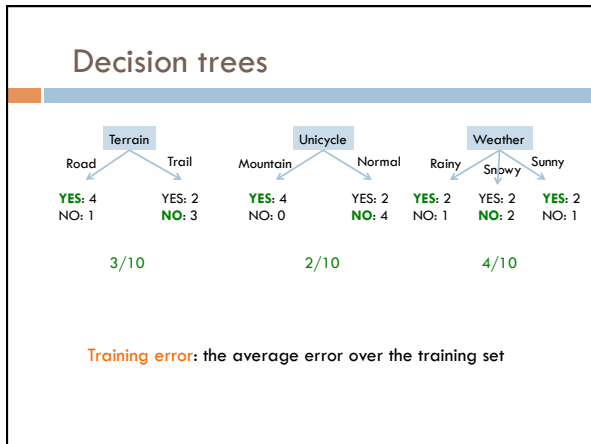 Decision trees
Terrain Unicycle Weather
Road Trail Mountain Normal Rainy Snowy Sunny
YES: 4 YES: 2 YES: 4 YES: 2 YES: 2 YES: 2 YES: 2
NO: 1 NO: 3 NO: 0 NO: 4 NO: 1 NO: 2 NO: 1
3/10 2/10 4/10
Training error: the average error over the training set